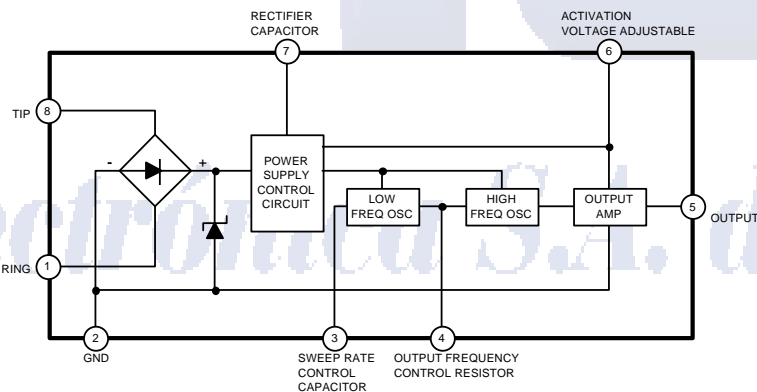 RECTIFIER
CAPACITOR
7
ACTIVATION
VOLTAGE ADJUSTABLE
6
TIP
8
-
+
POWER
SUPPLY
CONTROL
CIRCUIT
LOW
FREQ OSC
HIGH
FREQ OSC
OUTPUT
AMP
5
OUTPUT
RING
1
2
GND
3
SWEEP RATE
CONTROL
CAPACITOR
4
OUTPUT FREQUENCY
CONTROL RESISTOR
ectrónica S.A. d